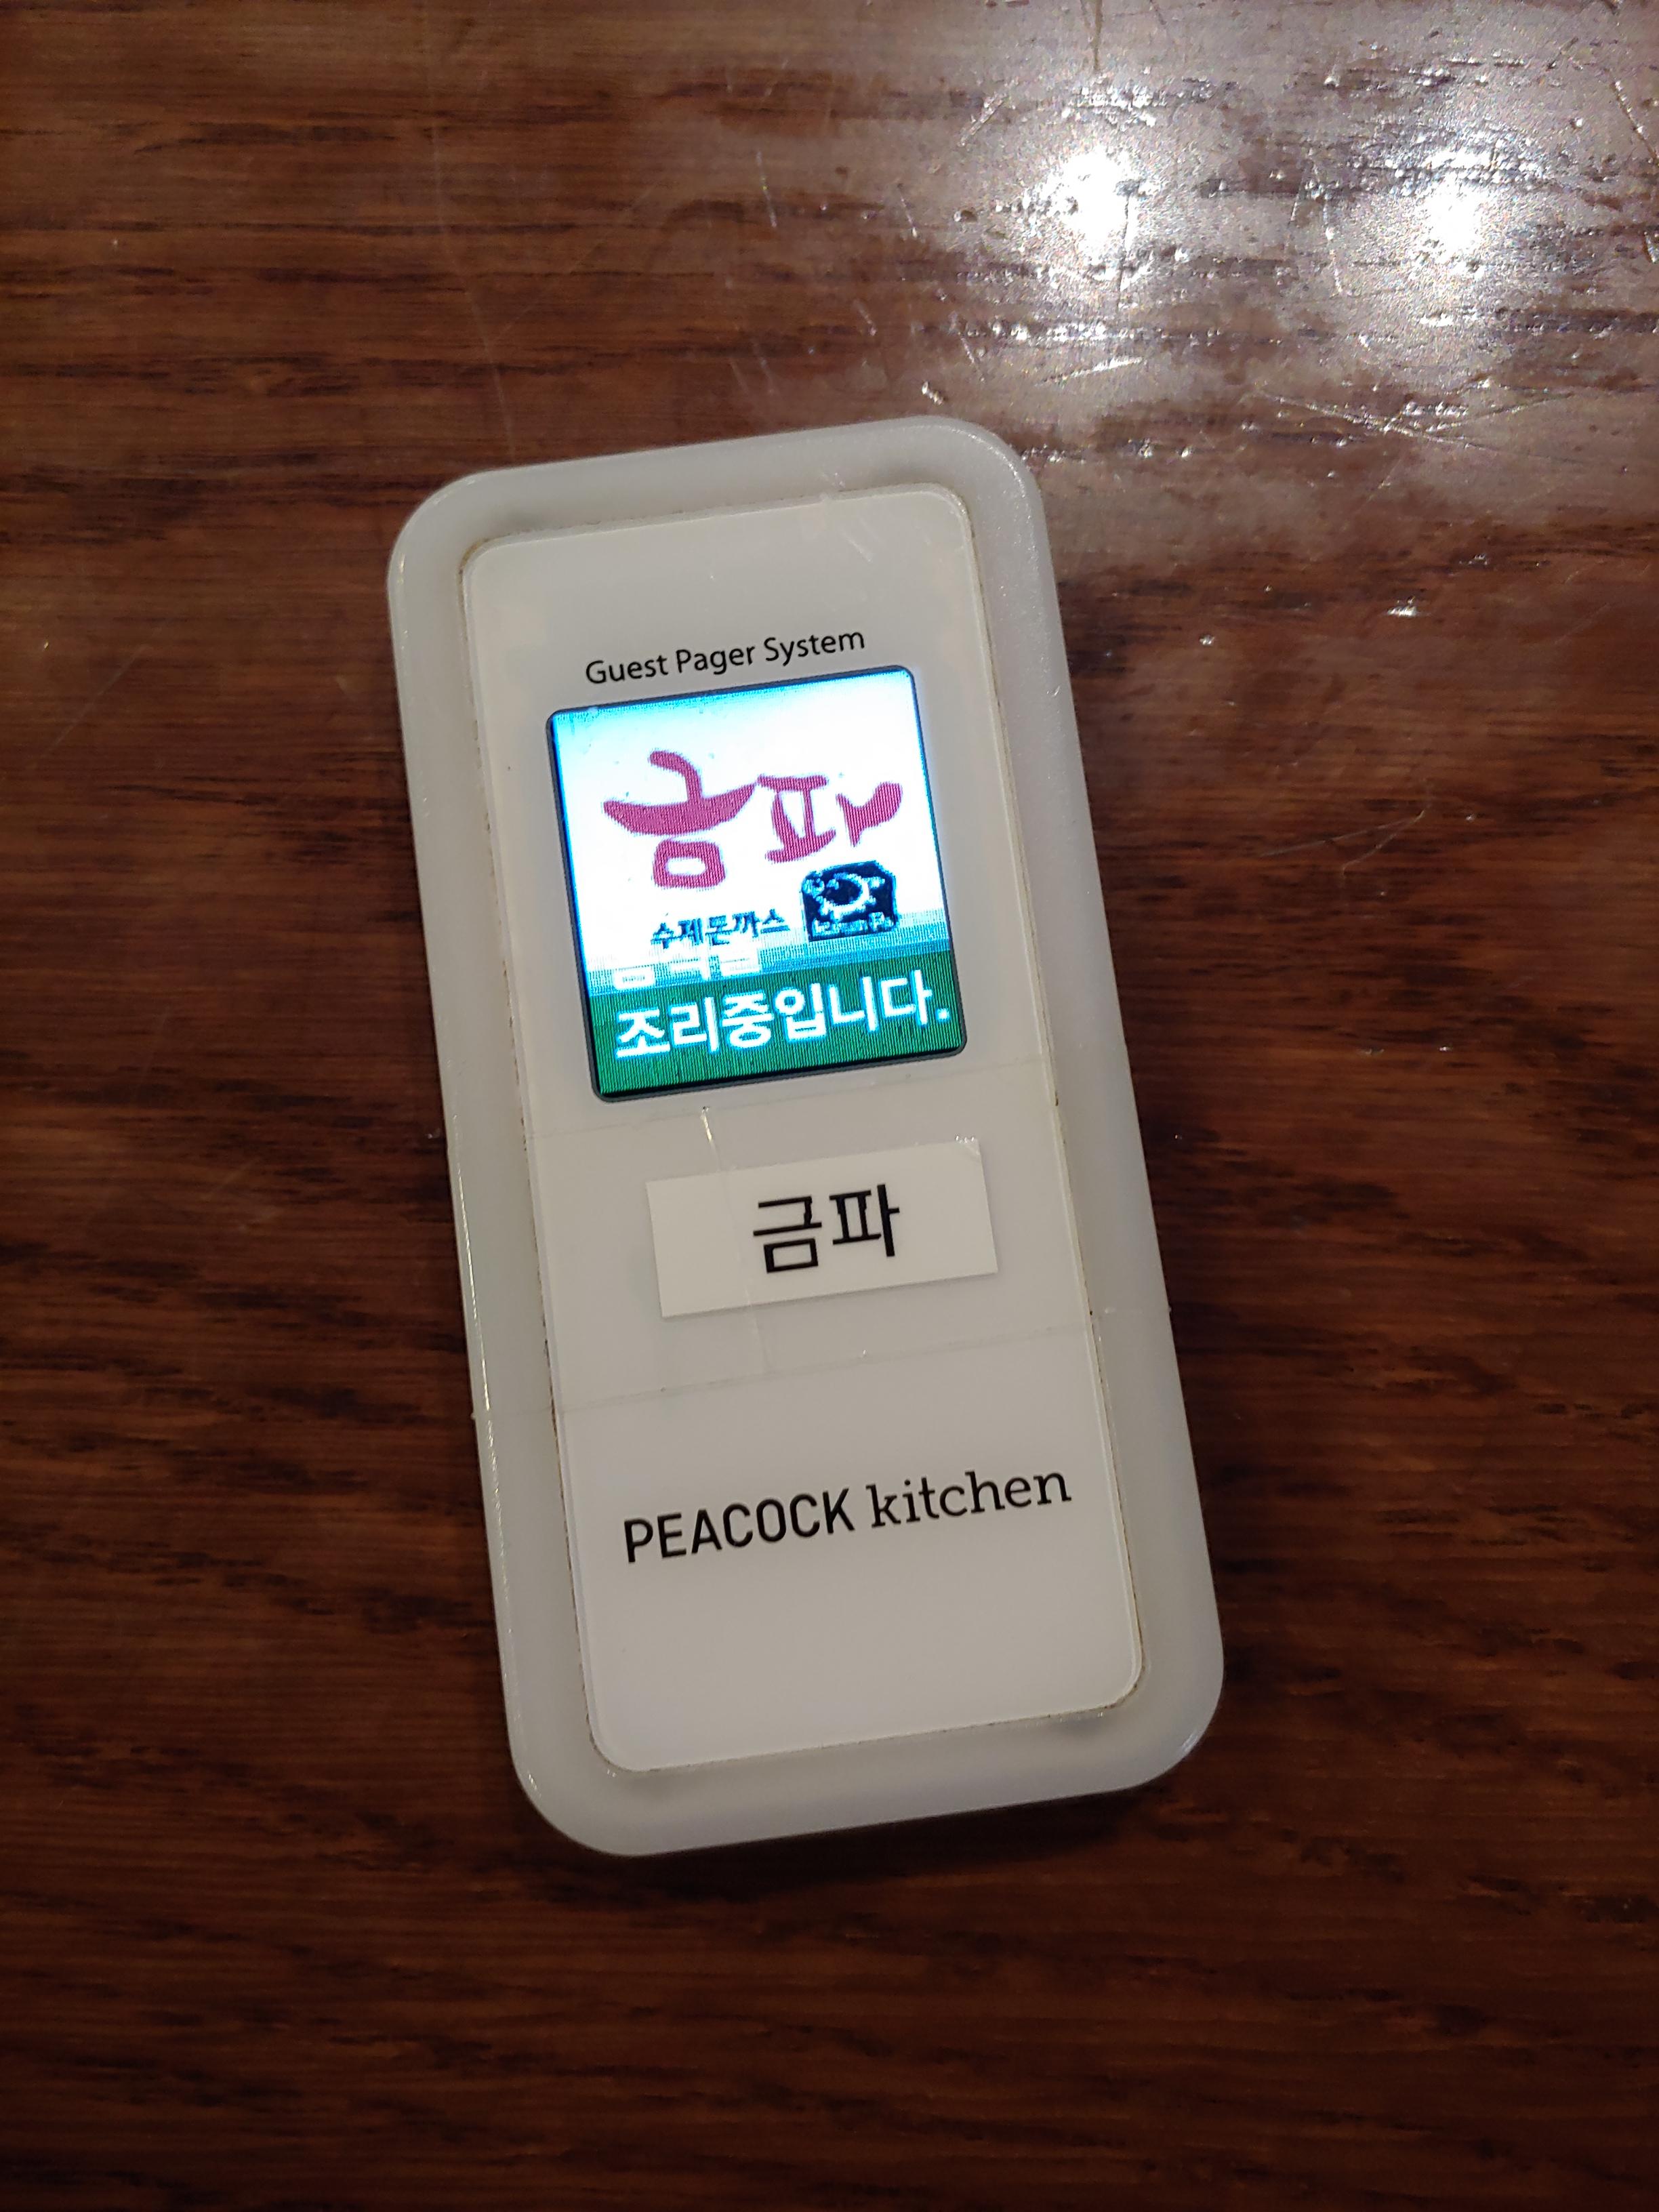 Guest Pager System
금파
수제돈까스
조리중입니다.
금파
PEACOCK kitchen